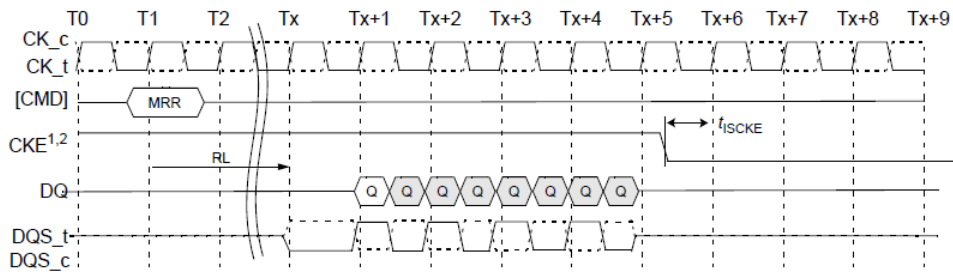 T0 T1 T2 Tx Tx+1 Tx+2 Tx+3 Tx+4 Tx+5 Tx+6 Tx+7 Tx+8 Tx+9
CK_c
CK_t
[CMD] MRR
CKE1,2 tISCKE
RL
DQ Q Q Q Q Q Q Q Q
DQS_t
DQS_c